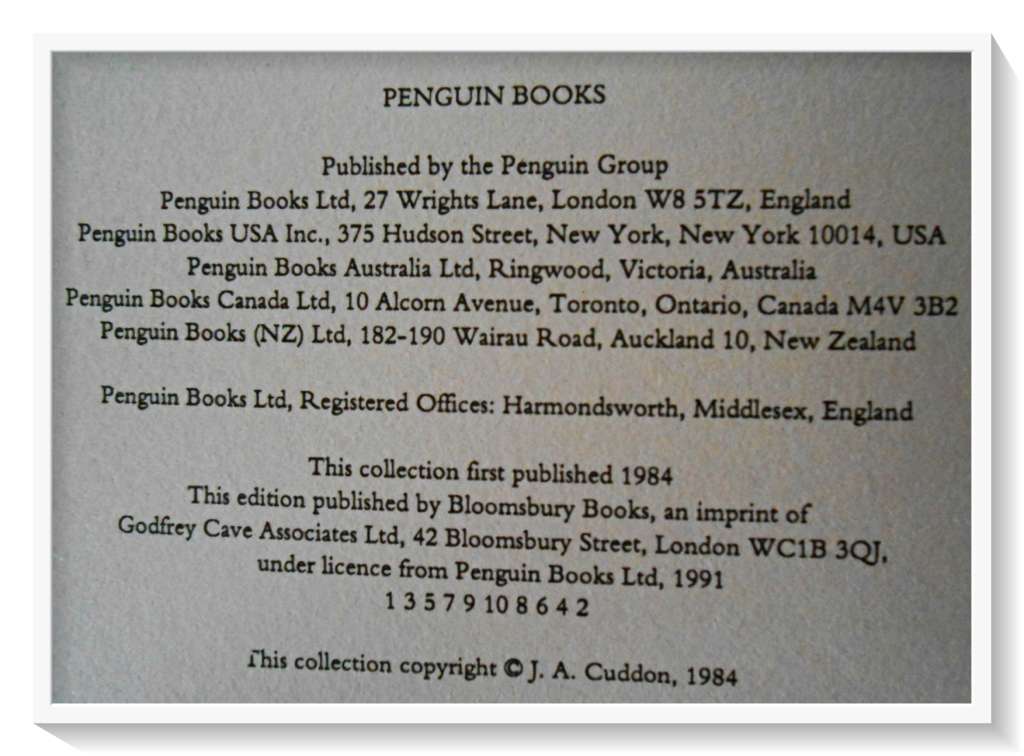 PENGUIN BOOKS
Published by the Penguin Group
Penguin Books Ltd, 27 Wrights Lane, London W8 5TZ, England
Penguin Books USA Inc., 375 Hudson Street, New York, New York 10014, USA
Penguin Books Australia Ltd, Ringwood, Victoria, Australia
Penguin Books Canada Ltd, 10 Alcorn Avenue, Toronto, Ontario, Canada M4V 3B2
Penguin Books (NZ) Ltd, 182-190 Wairau Road, Auckland 10, New Zealand
Penguin Books Ltd, Registered Offices: Harmondsworth, Middlesex, England
This collection first published 1984
This edition published by Bloomsbury Books, an imprint of
Godfrey Cave Associates Ltd, 42 Bloomsbury Street, London WC1B 3QJ,
under licence from Penguin Books Ltd, 1991
1 3 5 7 9 10 8 6 4 2
This collection copyright © J. A. Cuddon, 1984